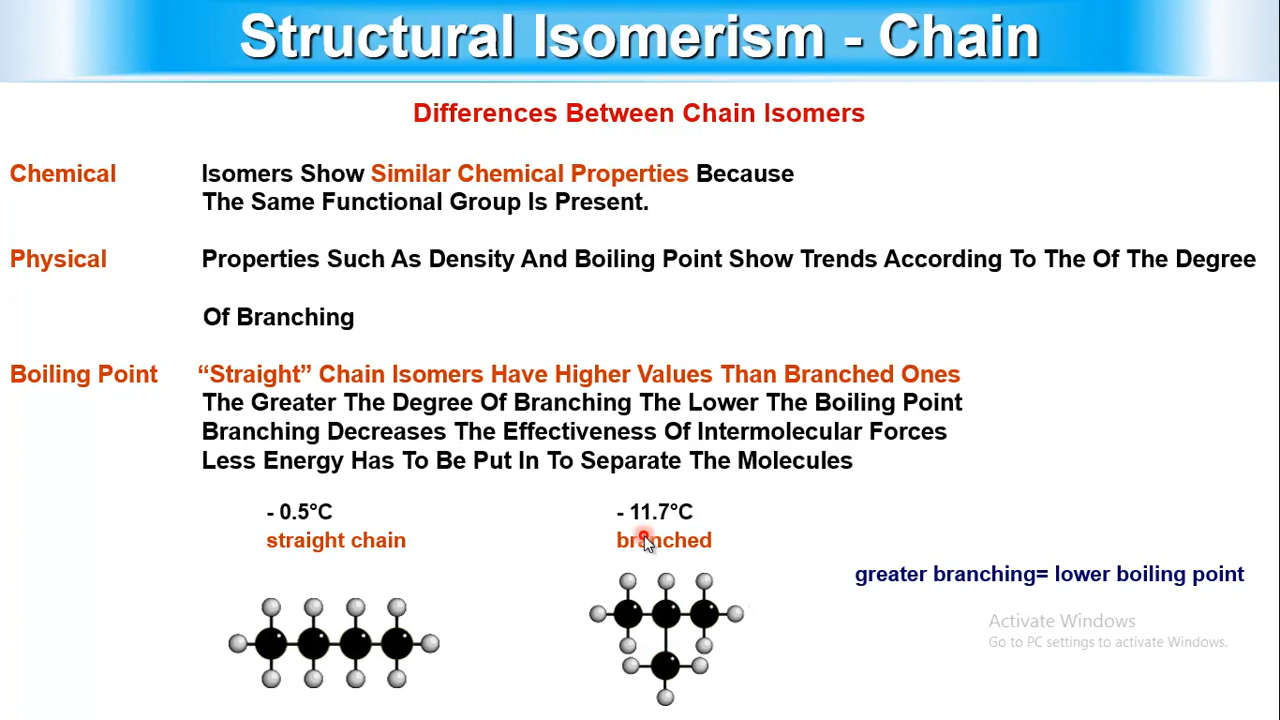 Structural Isomerism - Chain
Differences Between Chain Isomers
Chemical Isomers Show Similar Chemical Properties Because
The Same Functional Group Is Present.
Physical Properties Such As Density And Boiling Point Show Trends According To The Of The Degree
Of Branching
Boiling Point “Straight” Chain Isomers Have Higher Values Than Branched Ones
The Greater The Degree Of Branching The Lower The Boiling Point
Branching Decreases The Effectiveness Of Intermolecular Forces
Less Energy Has To Be Put In To Separate The Molecules
- 0.5°C - 11.7°C
straight chain branched
greater branching= lower boiling point
Activate Windows
Go to PC settings to activate Windows.